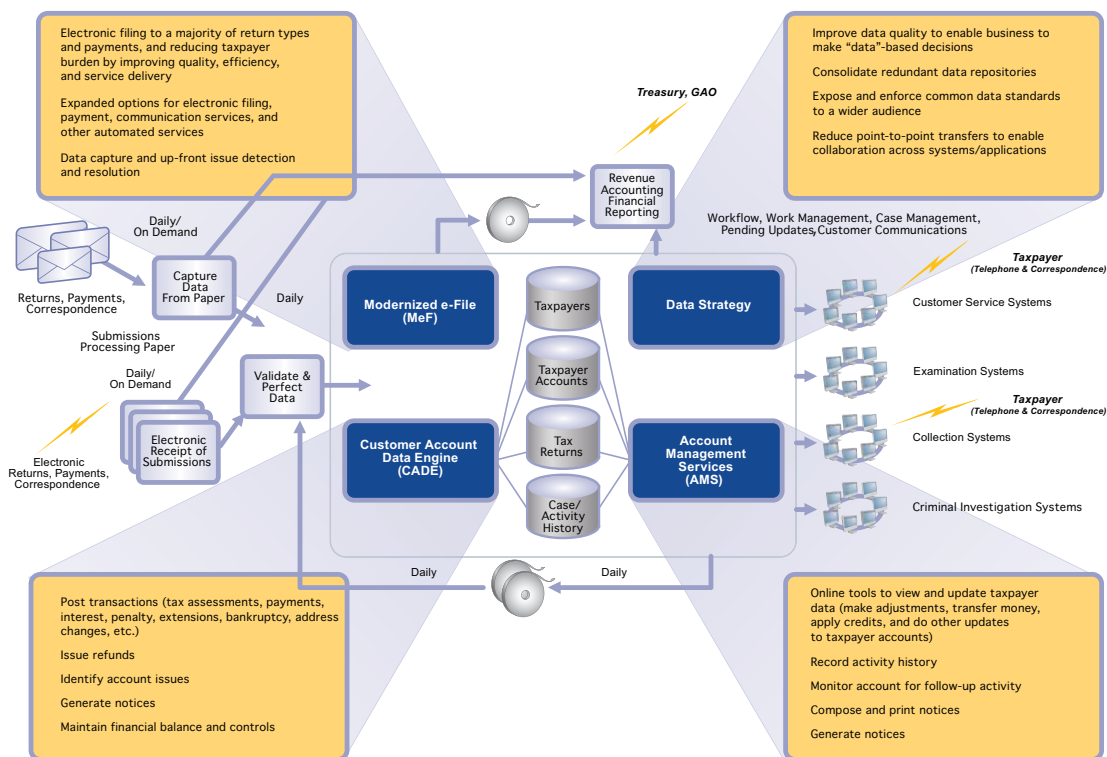 Electronic filing to a majority of return types
and payments, and reducing taxpayer
burden by improving quality, efficiency,
and service delivery
Expanded options for electronic filing,
payment, communication services, and
other automated services
Data capture and up-front issue detection
and resolution
Improve data quality to enable business to
make “data”-based decisions
Consolidate redundant data repositories
Expose and enforce common data standards
to a wider audience
Reduce point-to-point transfers to enable
collaboration across systems/applications
Treasury, GAO
Revenue
Accounting
Financial
Reporting
Workflow, Work Management, Case Management,
Pending Updates,Customer Communications
Daily/
On Demand
Returns, Payments,
Correspondence
Capture
Data
From Paper
Daily
Submissions
Processing Paper
Daily/
On Demand
Validate &
Perfect
Data
Electronic
Receipt of
Submissions
Electronic
Returns, Payments,
Correspondence
Modernized e-File
(MeF)
Data Strategy
Customer Account
Data Engine
(CADE)
Account
Management
Services
(AMS)
Taxpayers
Taxpayer
Accounts
Tax
Returns
Case/
Activity
History
Taxpayer
(Telephone & Correspondence)
Customer Service Systems
Examination Systems
Taxpayer
(Telephone & Correspondence)
Collection Systems
Criminal Investigation Systems
Daily
Daily
Post transactions (tax assessments, payments,
interest, penalty, extensions, bankruptcy, address
changes, etc.)
Issue refunds
Identify account issues
Generate notices
Maintain financial balance and controls
Online tools to view and update taxpayer
data (make adjustments, transfer money,
apply credits, and do other updates
to taxpayer accounts)
Record activity history
Monitor account for follow-up activity
Compose and print notices
Generate notices